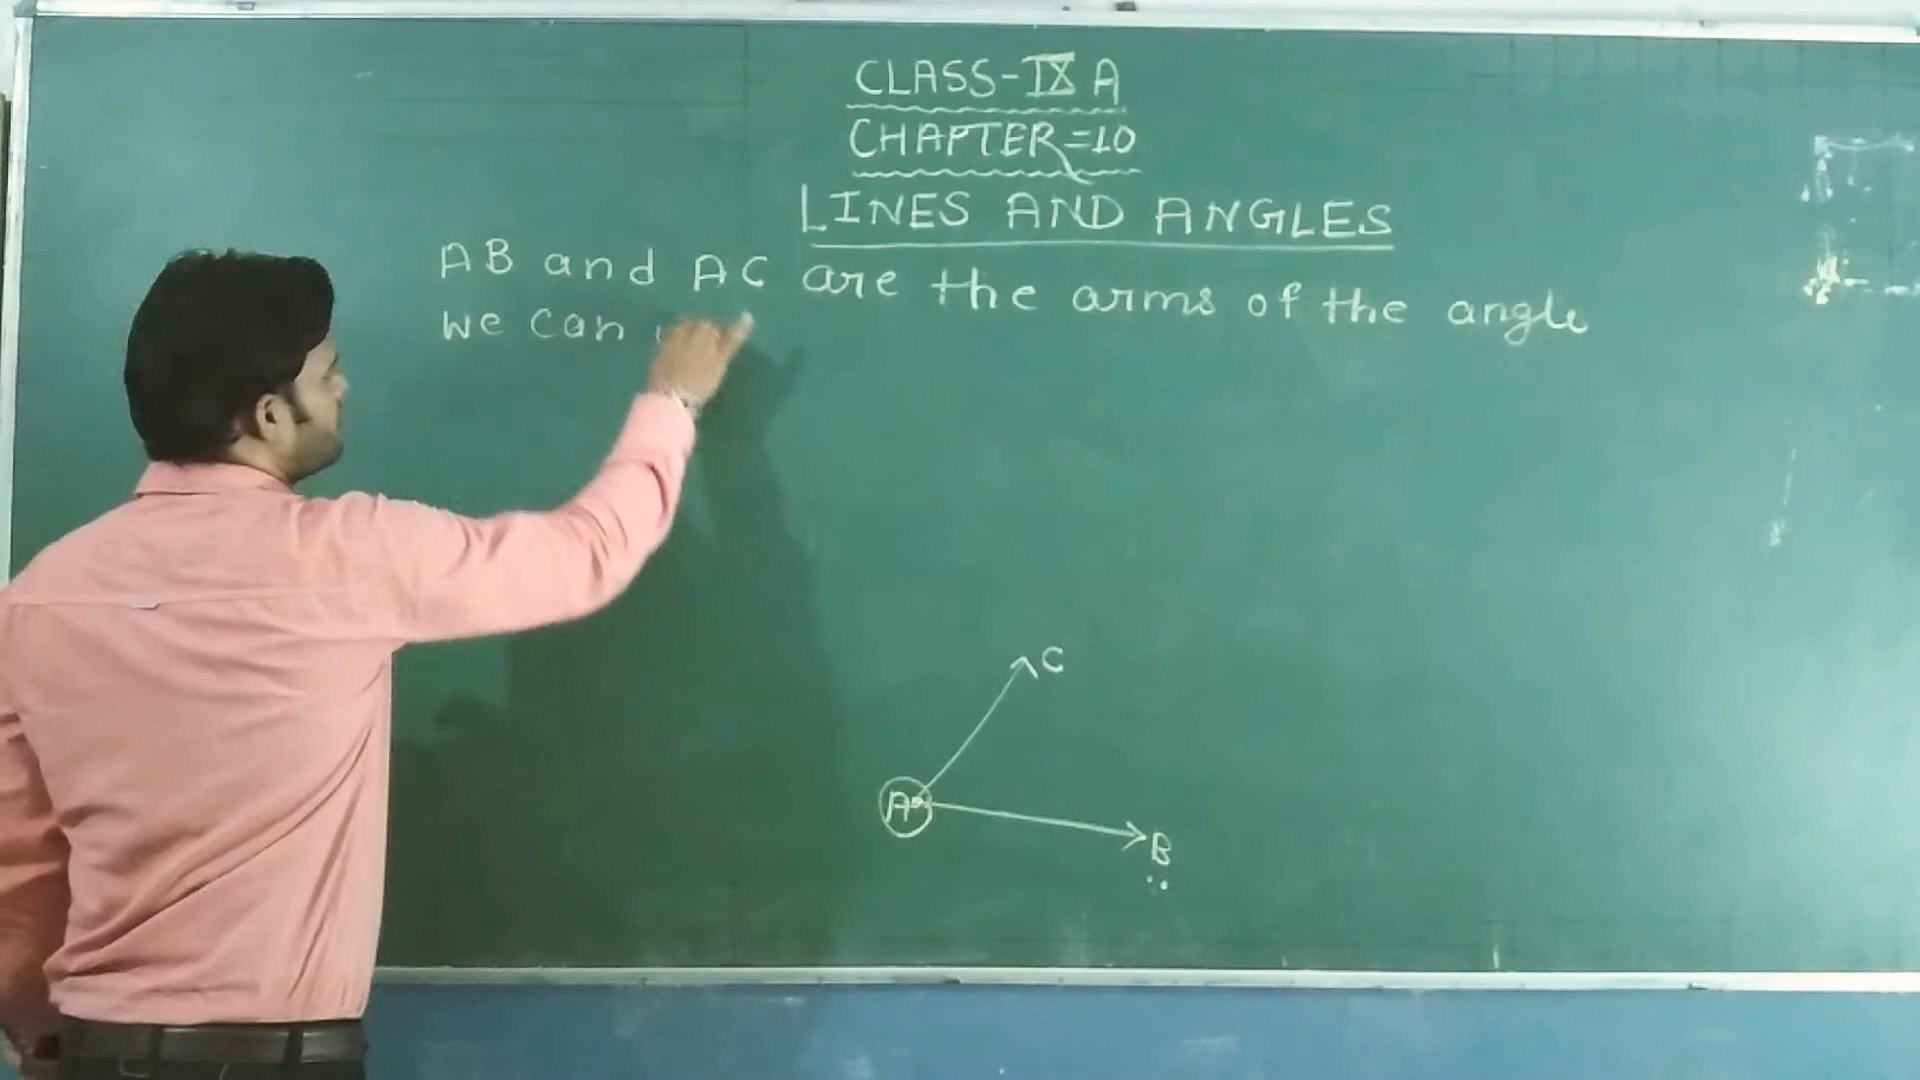 CLASS-IX A
CHAPTER=10
LINES AND ANGLES
AB and AC are the arms of the angle
We can
C
A
B